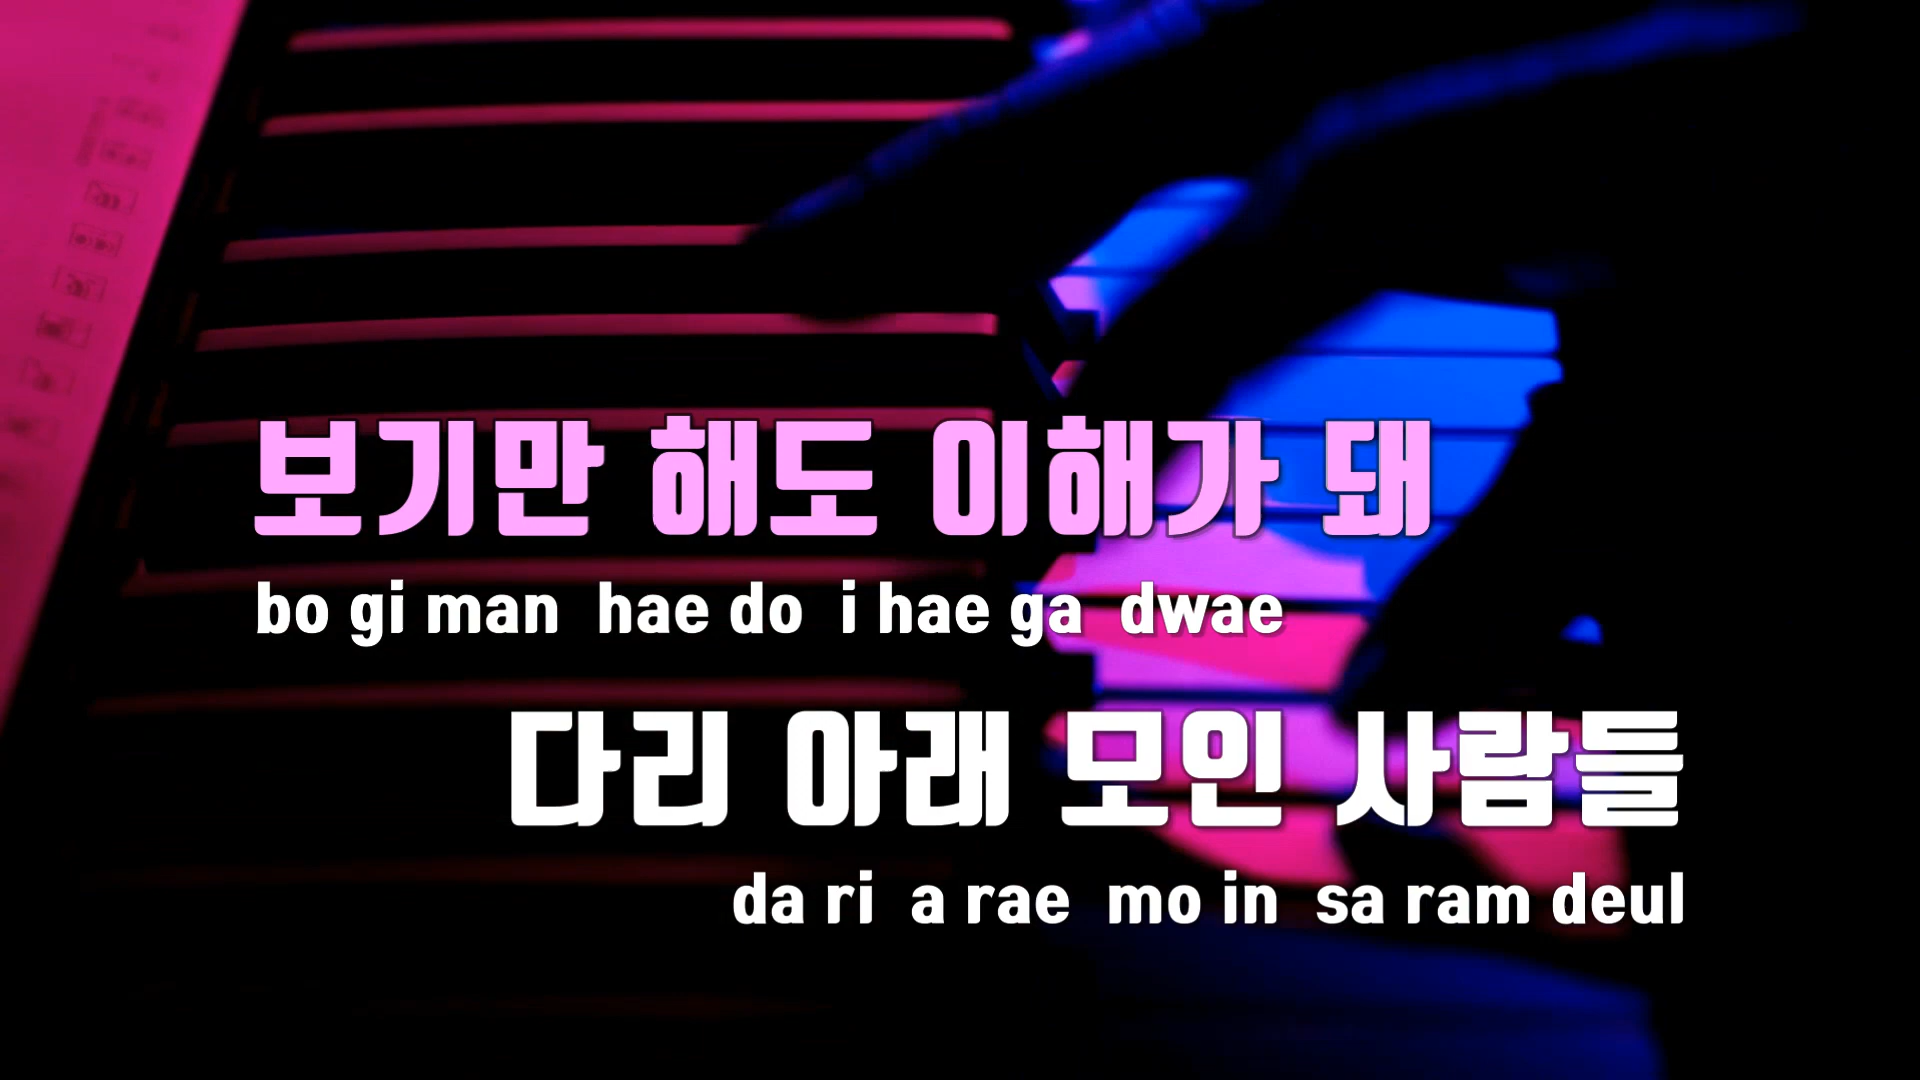 보기만 해도 이해가 돼
bo gi man hae do i hae ga dwae
다리 아래 모인 사람들
da ri a rae mo in sa ram deul